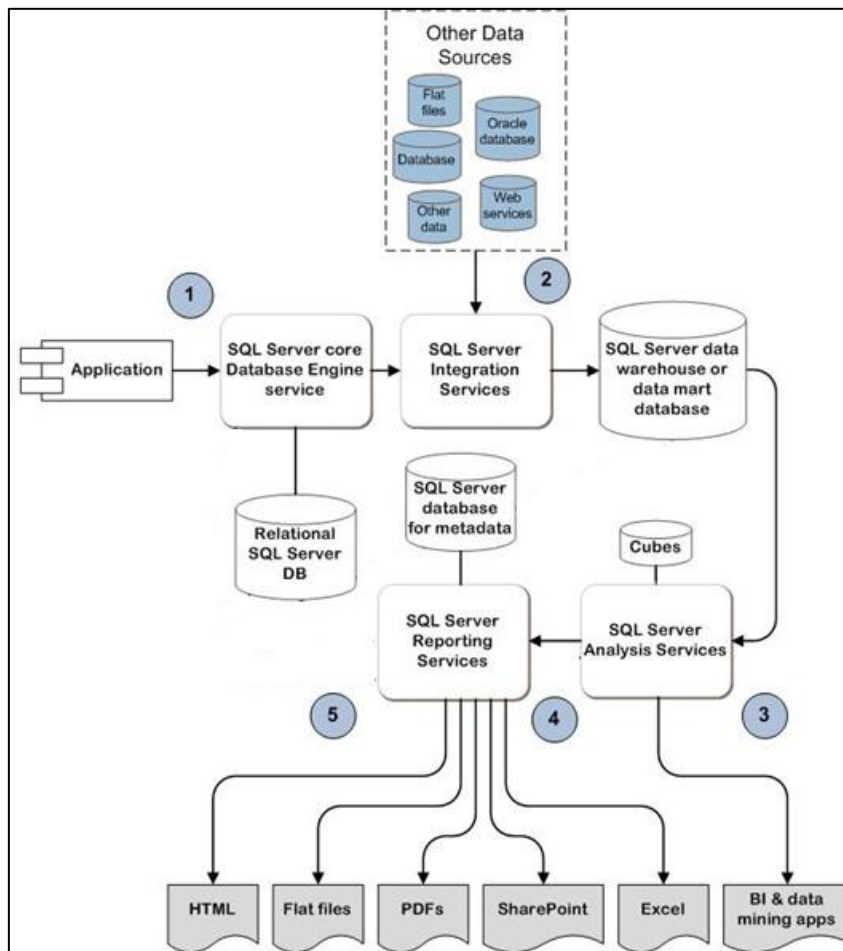 Other Data
Sources
Flat
files
Oracle
database
Database
Web
services
Other
data
2
1
Application
SQL Server core
Database Engine
service
SQL Server
Integration
Services
SQL Server data
warehouse or
data mart
database
SQL Server
database
for metadata
Relational
SQL Server
DB
Cubes
SQL Server
Reporting
Services
SQL Server
Analysis Services
5
4
3
HTML
Flat files
PDFs
SharePoint
Excel
BI & data
mining apps